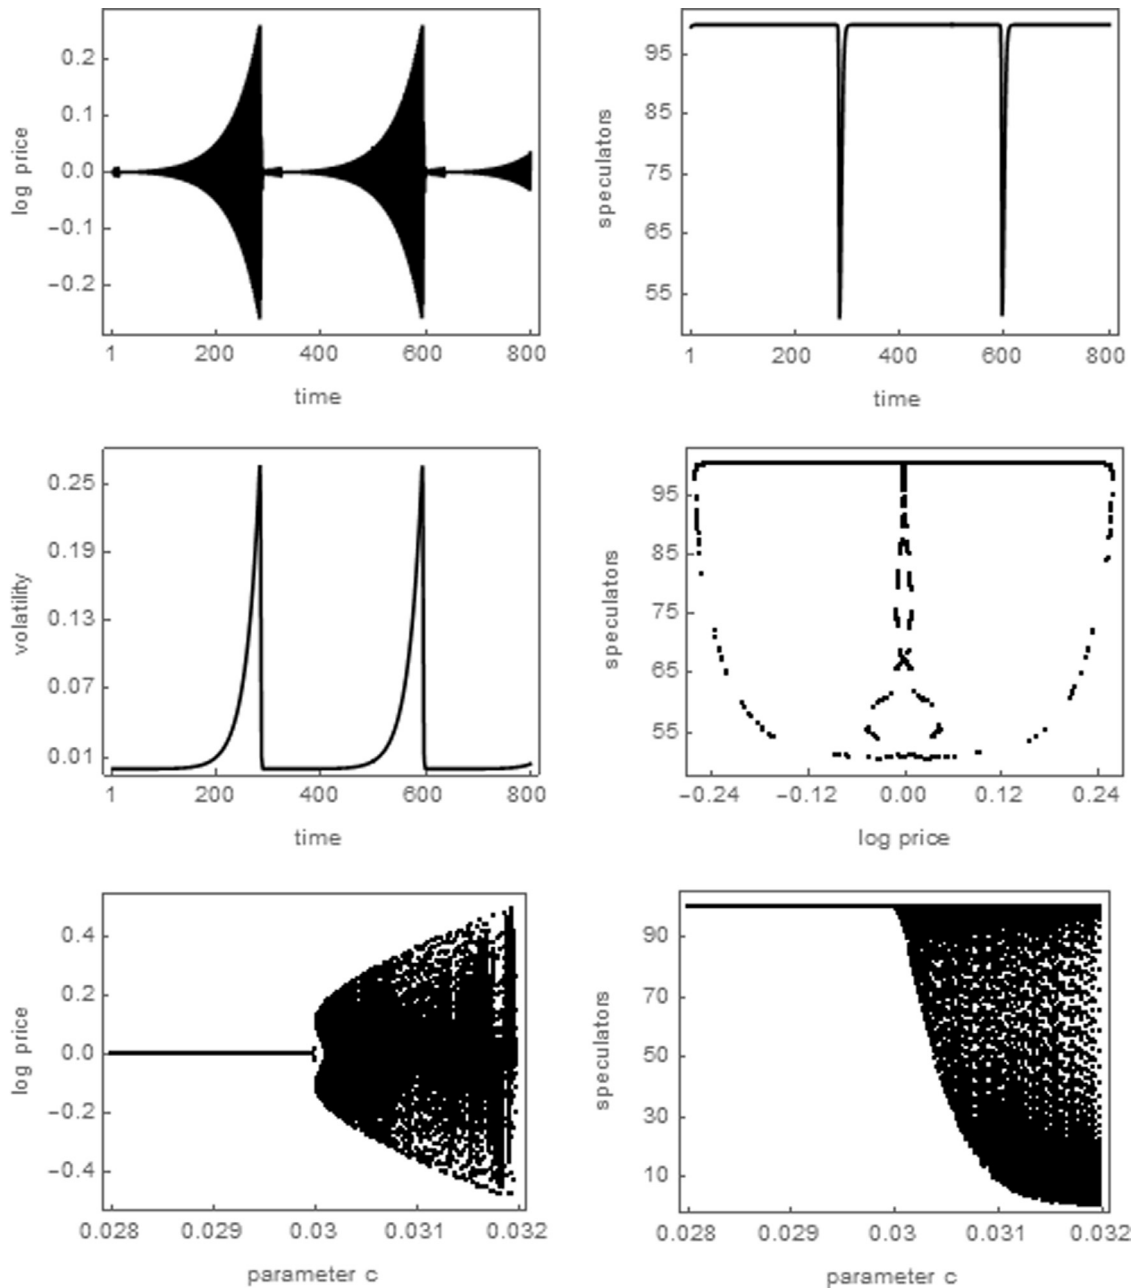 log price
0.2
0.1
0.0
−0.1
−0.2
1 200 400 600 800
time
speculators
95
85
75
65
55
1 200 400 600 800
time
volatility
0.25
0.19
0.13
0.07
0.01
1 200 400 600 800
time
speculators
95
85
75
65
55
−0.24 −0.12 0.00 0.12 0.24
log price
log price
0.4
0.2
0.0
−0.2
−0.4
0.028 0.029 0.03 0.031 0.032
parameter c
speculators
90
70
50
30
10
0.028 0.029 0.03 0.031 0.032
parameter c